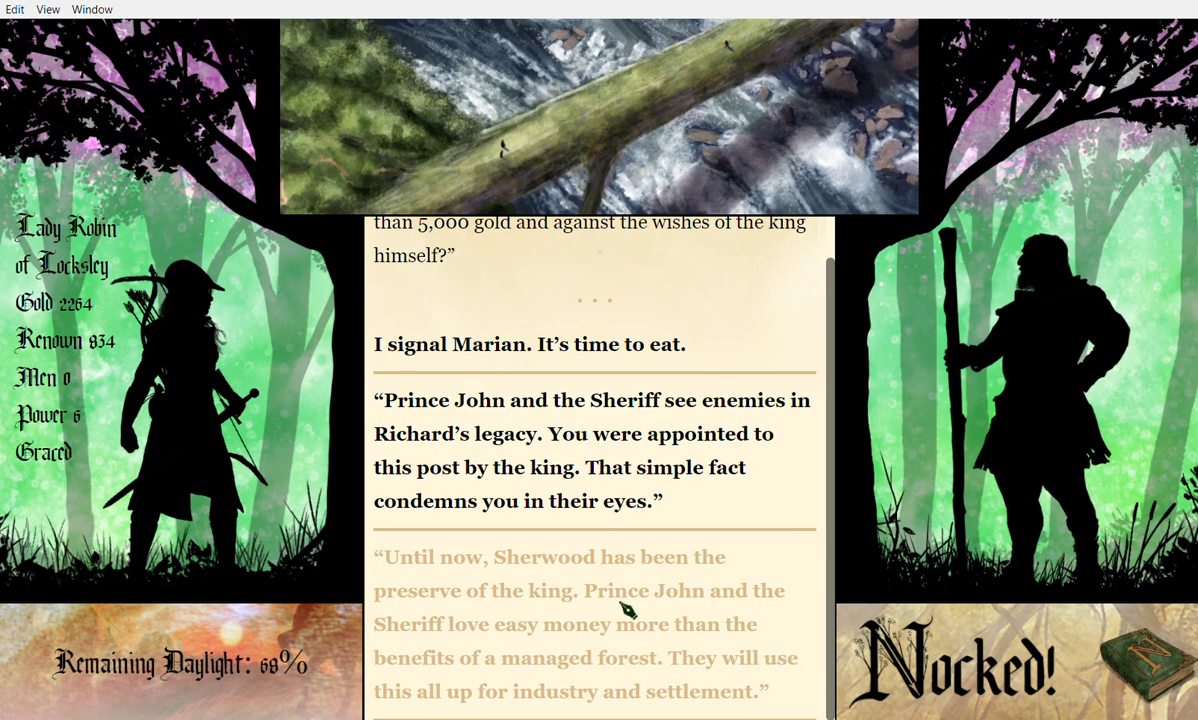 Edit View Window
Lady Robin
of Locksley
Gold 2264
Renown 834
Men 0
Power 6
Graced
than 5,000 gold and against the wishes of the king
himself?”
• • •
I signal Marian. It’s time to eat.
“Prince John and the Sheriff see enemies in
Richard’s legacy. You were appointed to
this post by the king. That simple fact
condemns you in their eyes.”
“Until now, Sherwood has been the
preserve of the king. Prince John and the
Sheriff love easy money more than the
benefits of a managed forest. They will use
this all up for industry and settlement.”
Remaining Daylight: 68%
Nocked!
N